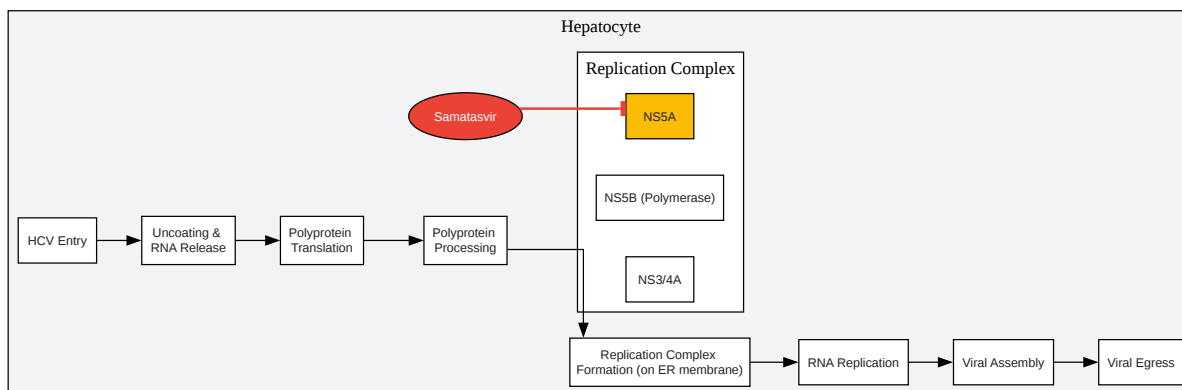 Hepatocyte
Replication Complex
Samatasvir
NS5A
NS5B (Polymerase)
HCV Entry
Uncoating &
RNA Release
Polyprotein
Translation
Polyprotein
Processing
NS3/4A
Replication Complex
Formation (on ER membrane)
RNA Replication
Viral Assembly
Viral Egress